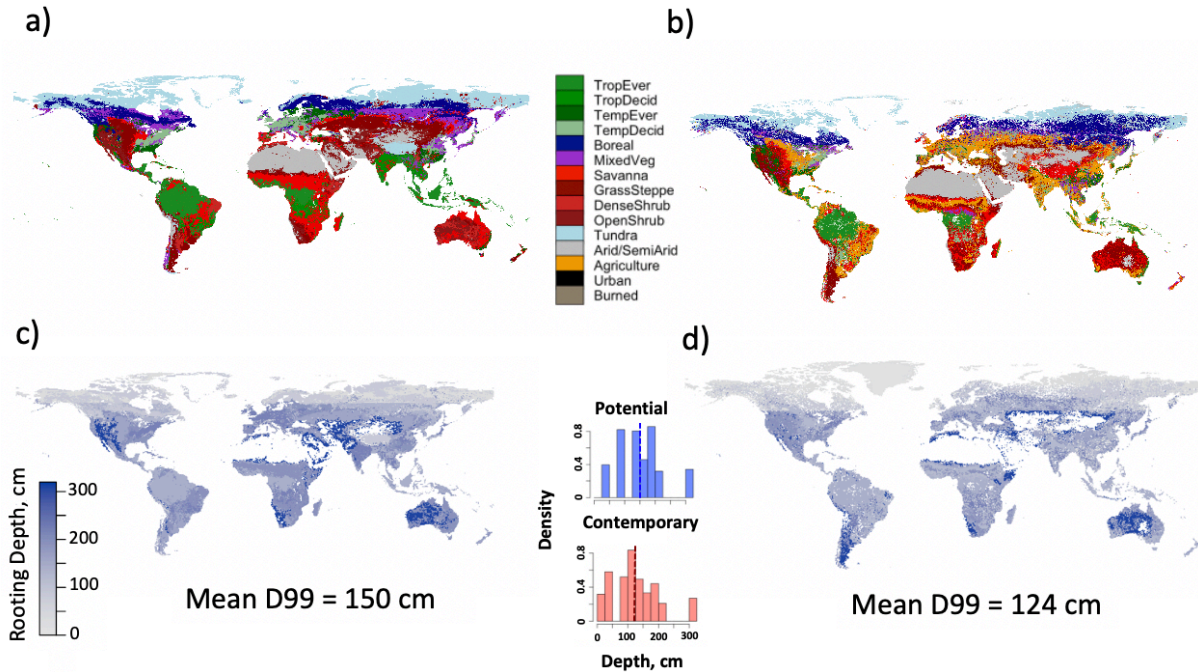 a)
b)
TropEver
TropDecid
TempEver
TempDecid
Boreal
MixedVeg
Savanna
GrassSteppe
DenseShrub
OpenShrub
Tundra
Arid/SemiArid
Agriculture
Urban
Burned
c)
d)
Rooting Depth, cm
300
200
100
0
Mean D99 = 150 cm
Potential
0.8
0.4
0
Contemporary
Density
0.8
0.4
0
0 100 200 300
Depth, cm
Mean D99 = 124 cm